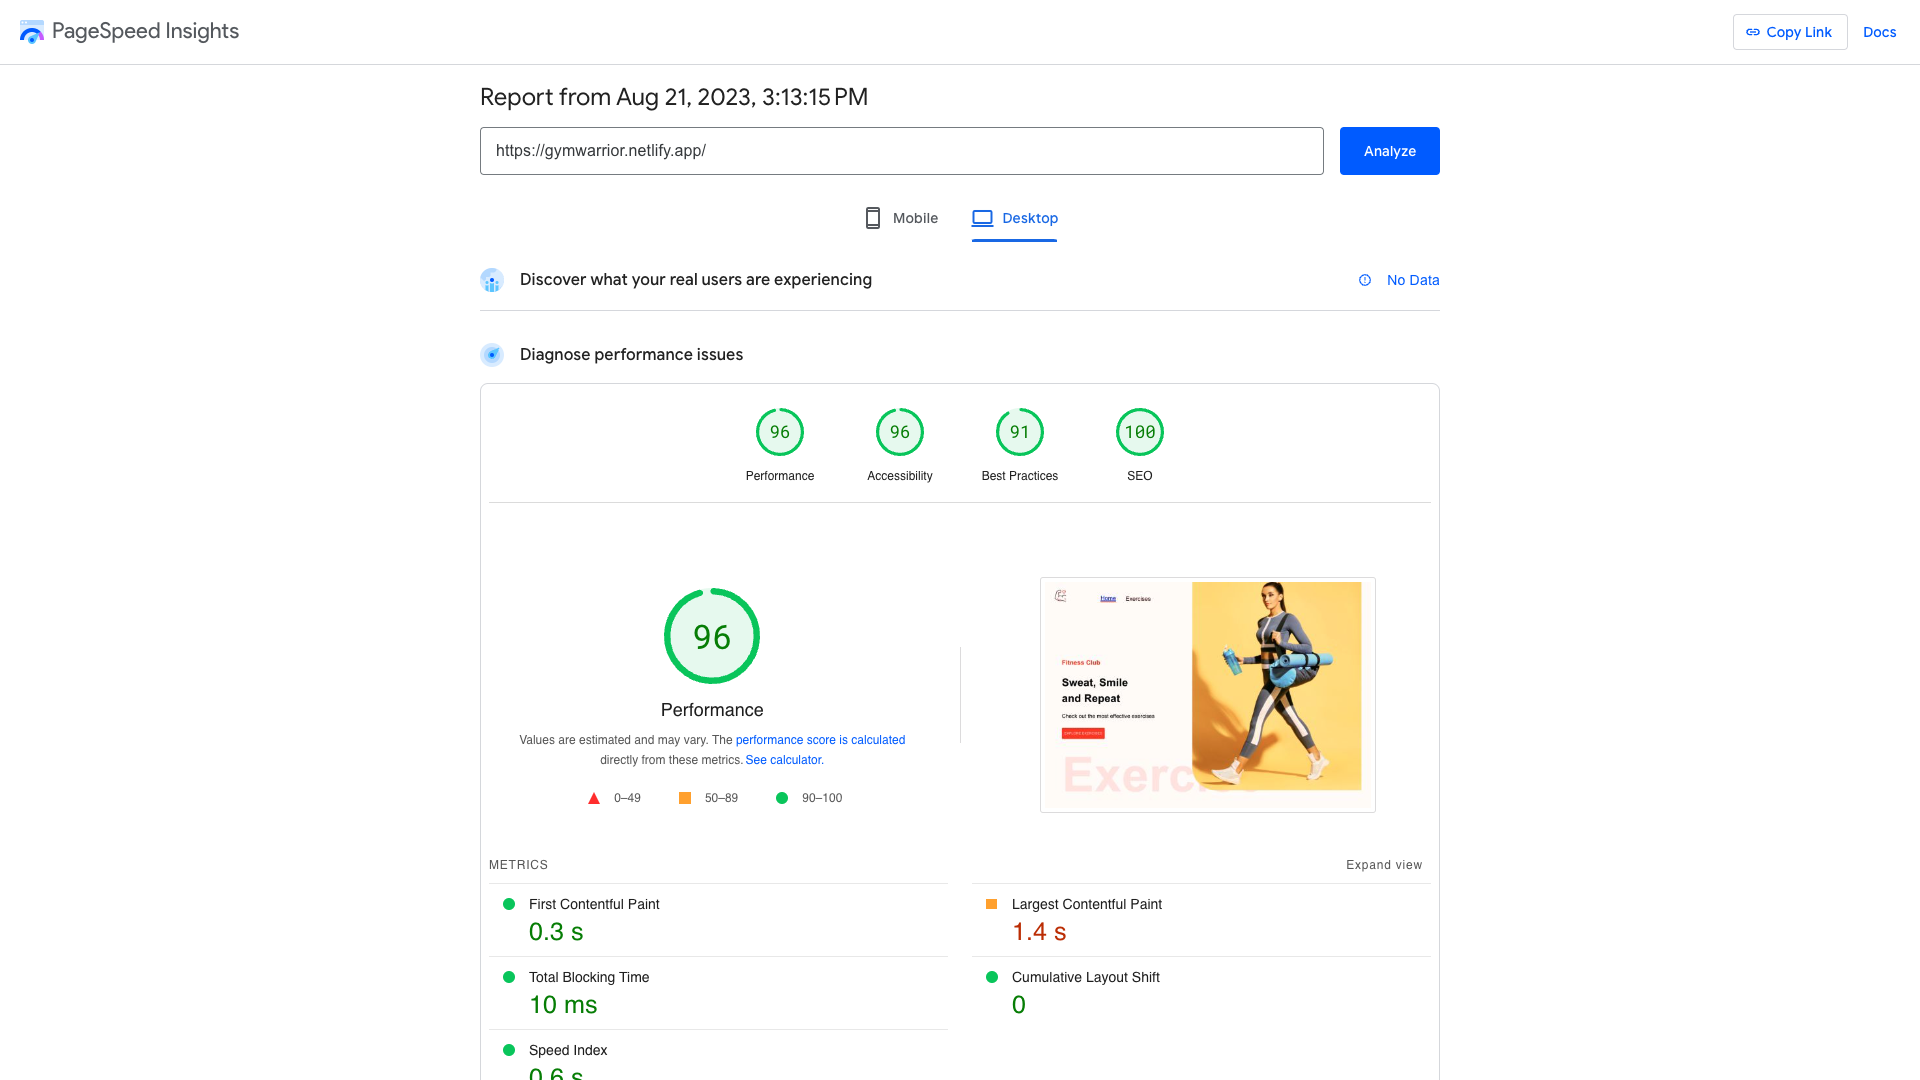 PageSpeed Insights
Copy Link
Docs
Report from Aug 21, 2023, 3:13:15 PM
https://gymwarrior.netlify.app/
Analyze
Mobile
Desktop
Discover what your real users are experiencing
No Data
Diagnose performance issues
96
96
91
100
Performance
Accessibility
Best Practices
SEO
96
Performance
Values are estimated and may vary. The performance score is calculated
directly from these metrics. See calculator.
0–49
50–89
90–100
Home
Exercises
Fitness Club
Sweat, Smile
and Repeat
Check out the most effective exercises
METRICS
Expand view
First Contentful Paint
0.3 s
Largest Contentful Paint
1.4 s
Total Blocking Time
10 ms
Cumulative Layout Shift
0
Speed Index
0.6 s